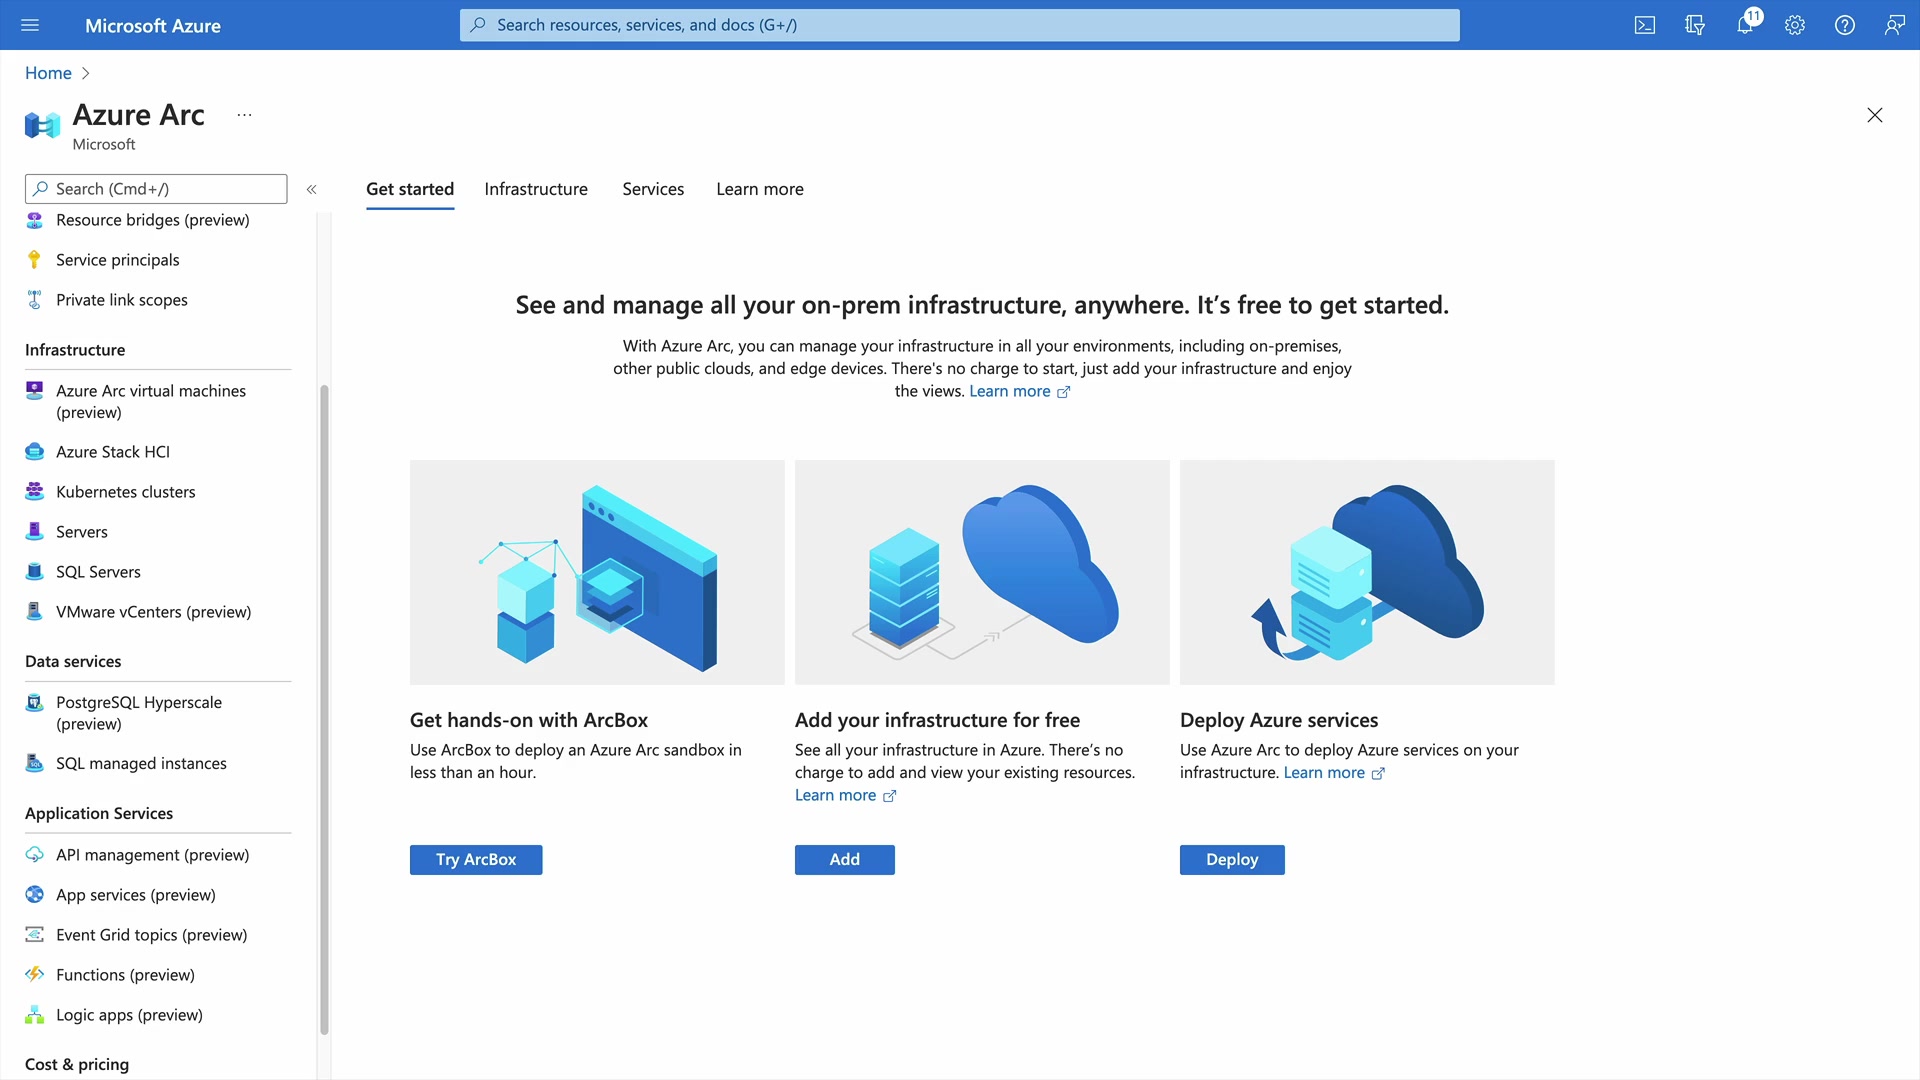 Microsoft Azure
Search resources, services, and docs (G+/)
11
Home
Azure Arc
...
Microsoft
Search (Cmd+/)
«
Get started
Infrastructure
Services
Learn more
Resource bridges (preview)
Service principals
Private link scopes
Infrastructure
Azure Arc virtual machines
(preview)
Azure Stack HCI
Kubernetes clusters
Servers
SQL Servers
VMware vCenters (preview)
Data services
PostgreSQL Hyperscale
(preview)
SQL managed instances
Application Services
API management (preview)
App services (preview)
Event Grid topics (preview)
Functions (preview)
Logic apps (preview)
Cost & pricing
See and manage all your on-prem infrastructure, anywhere. It’s free to get started.
With Azure Arc, you can manage your infrastructure in all your environments, including on-premises,
other public clouds, and edge devices. There's no charge to start, just add your infrastructure and enjoy
the views. Learn more
Get hands-on with ArcBox
Use ArcBox to deploy an Azure Arc sandbox in
less than an hour.
Try ArcBox
Add your infrastructure for free
See all your infrastructure in Azure. There’s no
charge to add and view your existing resources.
Learn more
Add
Deploy Azure services
Use Azure Arc to deploy Azure services on your
infrastructure. Learn more
Deploy